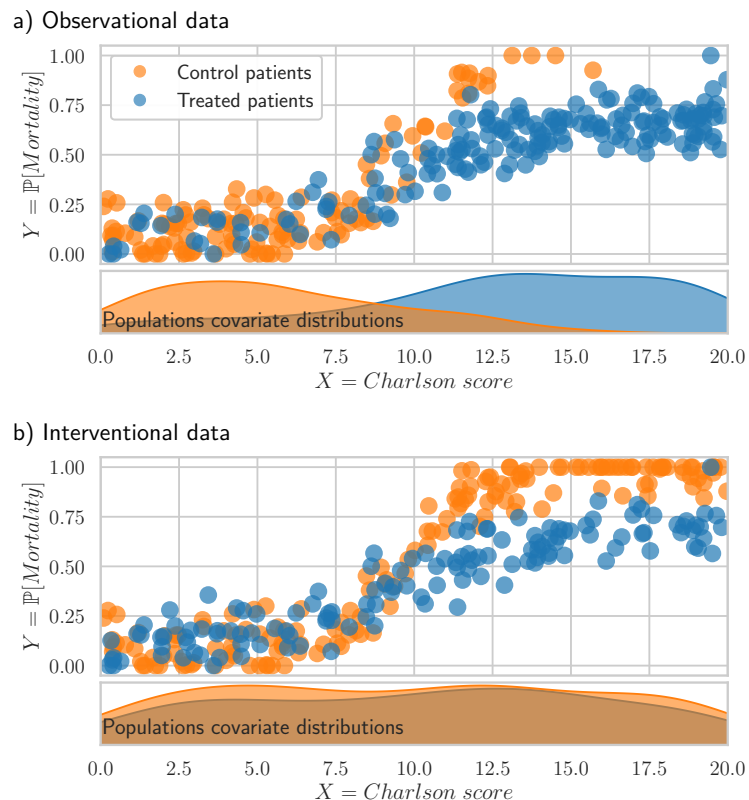 a) Observational data
Y = ℙ[Mortality]
1.00
0.75
0.50
0.25
0.00
Control patients
Treated patients
Populations covariate distributions
0.0 2.5 5.0 7.5 10.0 12.5 15.0 17.5 20.0
X = Charlson score
b) Interventional data
Y = ℙ[Mortality]
1.00
0.75
0.50
0.25
0.00
Populations covariate distributions
0.0 2.5 5.0 7.5 10.0 12.5 15.0 17.5 20.0
X = Charlson score